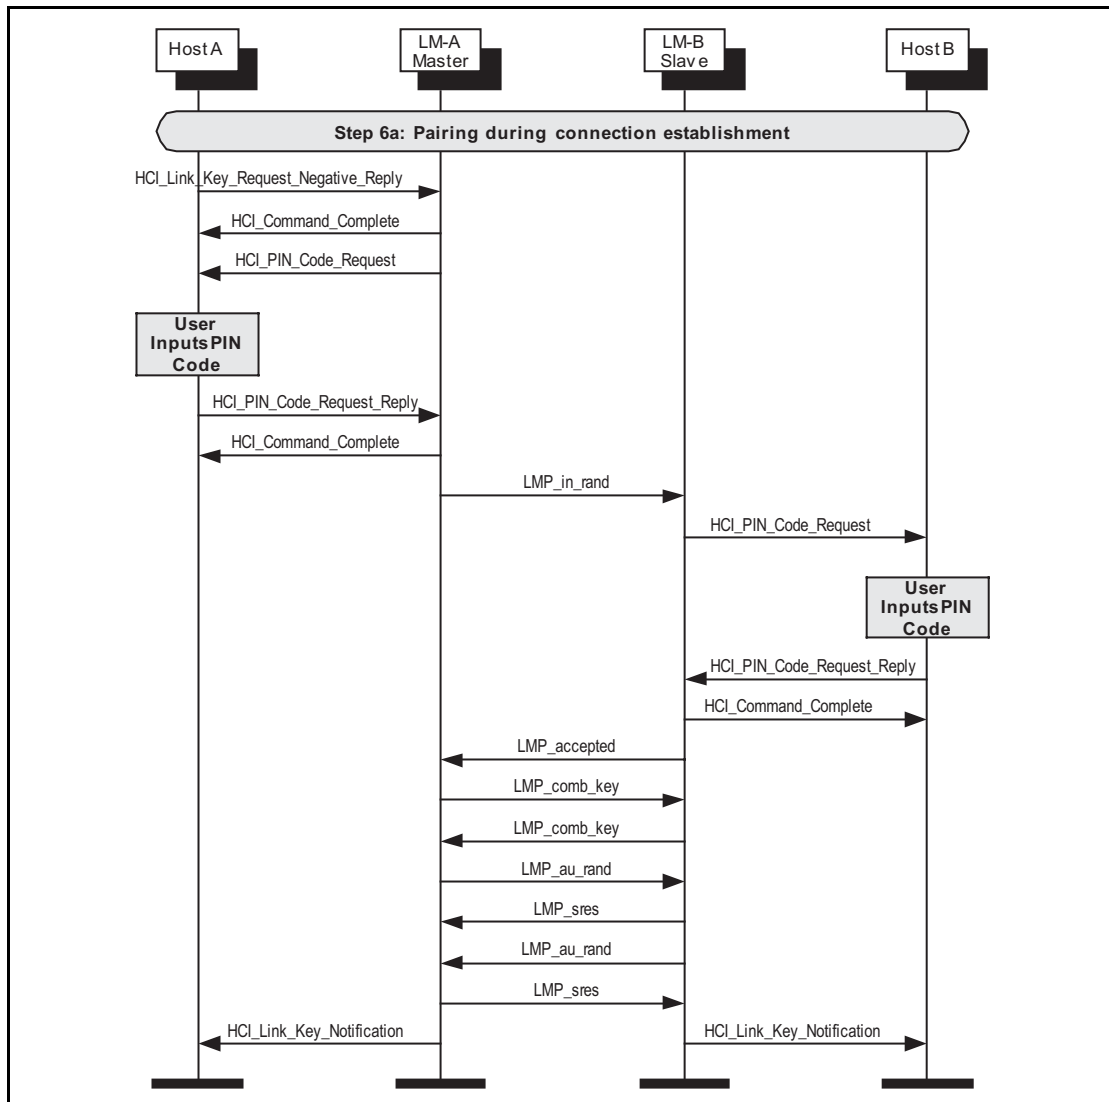 Host A
LM-A
Master
LM-B
Slave
Host B
Step 6a: Pairing during connection establishment
HCI_Link_Key_Request_Negative_Reply
HCI_Command_Complete
HCI_PIN_Code_Request
User
Inputs PIN
Code
HCI_PIN_Code_Request_Reply
HCI_Command_Complete
LMP_in_rand
HCI_PIN_Code_Request
User
Inputs PIN
Code
HCI_PIN_Code_Request_Reply
HCI_Command_Complete
LMP_accepted
LMP_comb_key
LMP_comb_key
LMP_au_rand
LMP_sres
LMP_au_rand
LMP_sres
HCI_Link_Key_Notification
HCI_Link_Key_Notification